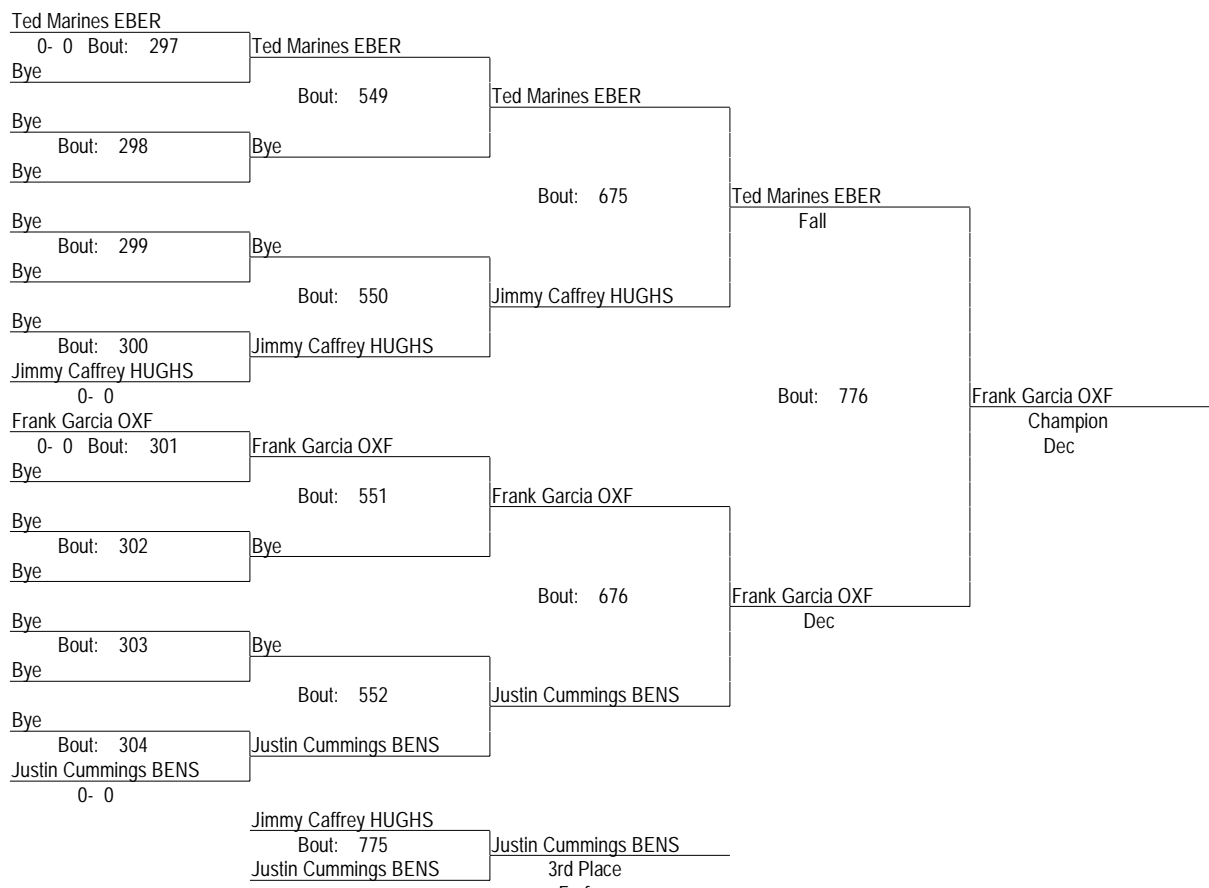 Ted Marines EBER
0- 0 Bout: 297 Ted Marines EBER
Bye
Bout: 549 Ted Marines EBER
Bye
Bout: 298 Bye
Bye
Bout: 675 Ted Marines EBER
Bye Fall
Bout: 299 Bye
Bye
Bout: 550 Jimmy Caffrey HUGHS
Bye
Bout: 300 Jimmy Caffrey HUGHS
Jimmy Caffrey HUGHS
0- 0 Bout: 776 Frank Garcia OXF
Frank Garcia OXF Champion
0- 0 Bout: 301 Frank Garcia OXF Dec
Bye
Bout: 551 Frank Garcia OXF
Bye
Bout: 302 Bye
Bye
Bout: 676 Frank Garcia OXF
Bye Dec
Bout: 303 Bye
Bye
Bout: 552 Justin Cummings BENS
Bye
Bout: 304 Justin Cummings BENS
Justin Cummings BENS
0- 0
Jimmy Caffrey HUGHS
Bout: 775 Justin Cummings BENS
Justin Cummings BENS 3rd Place